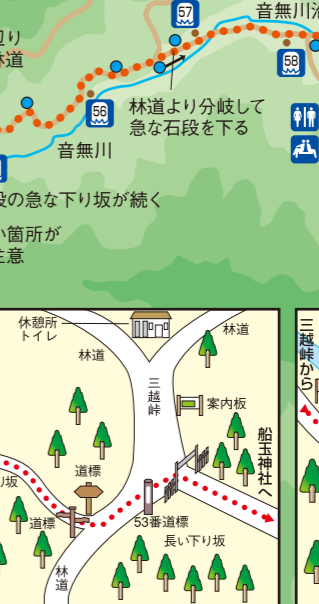 57
音無川沿
辺り
林道
58
56
林道より分岐して
急な石段を下る
音無川
段の急な下り坂が続く
い箇所が
注意
休憩所
トイレ
林道
林道
三越峠
案内板
船玉神社へ
道標
り坂
道標
53番道標
長い下り坂
林道
三越峠から